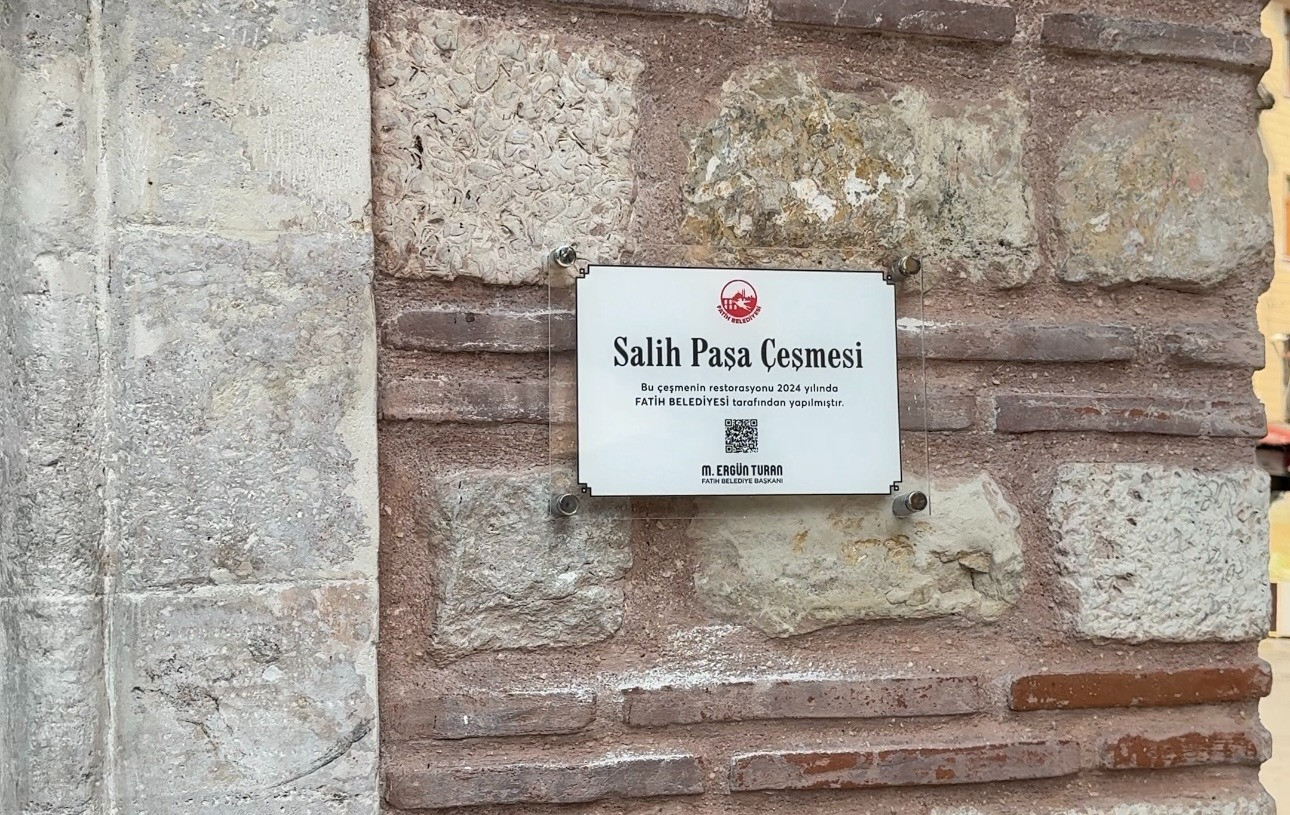 FATİH BELEDİYESİ
Salih Paşa Çeşmesi
Bu çeşmenin restorasyonu 2024 yılında
FATİH BELEDİYESİ tarafından yapılmıştır.
M. ERGÜN TURAN
FATİH BELEDİYE BAŞKANI